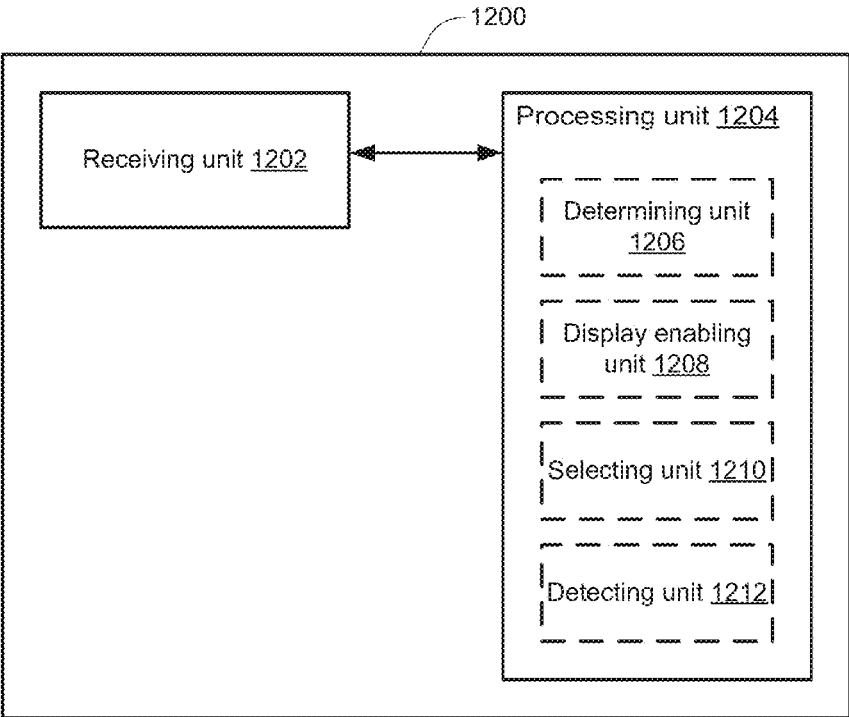 1200
Receiving unit 1202
Processing unit 1204
Determining unit
1206
Display enabling
unit 1208
Selecting unit 1210
Detecting unit 1212